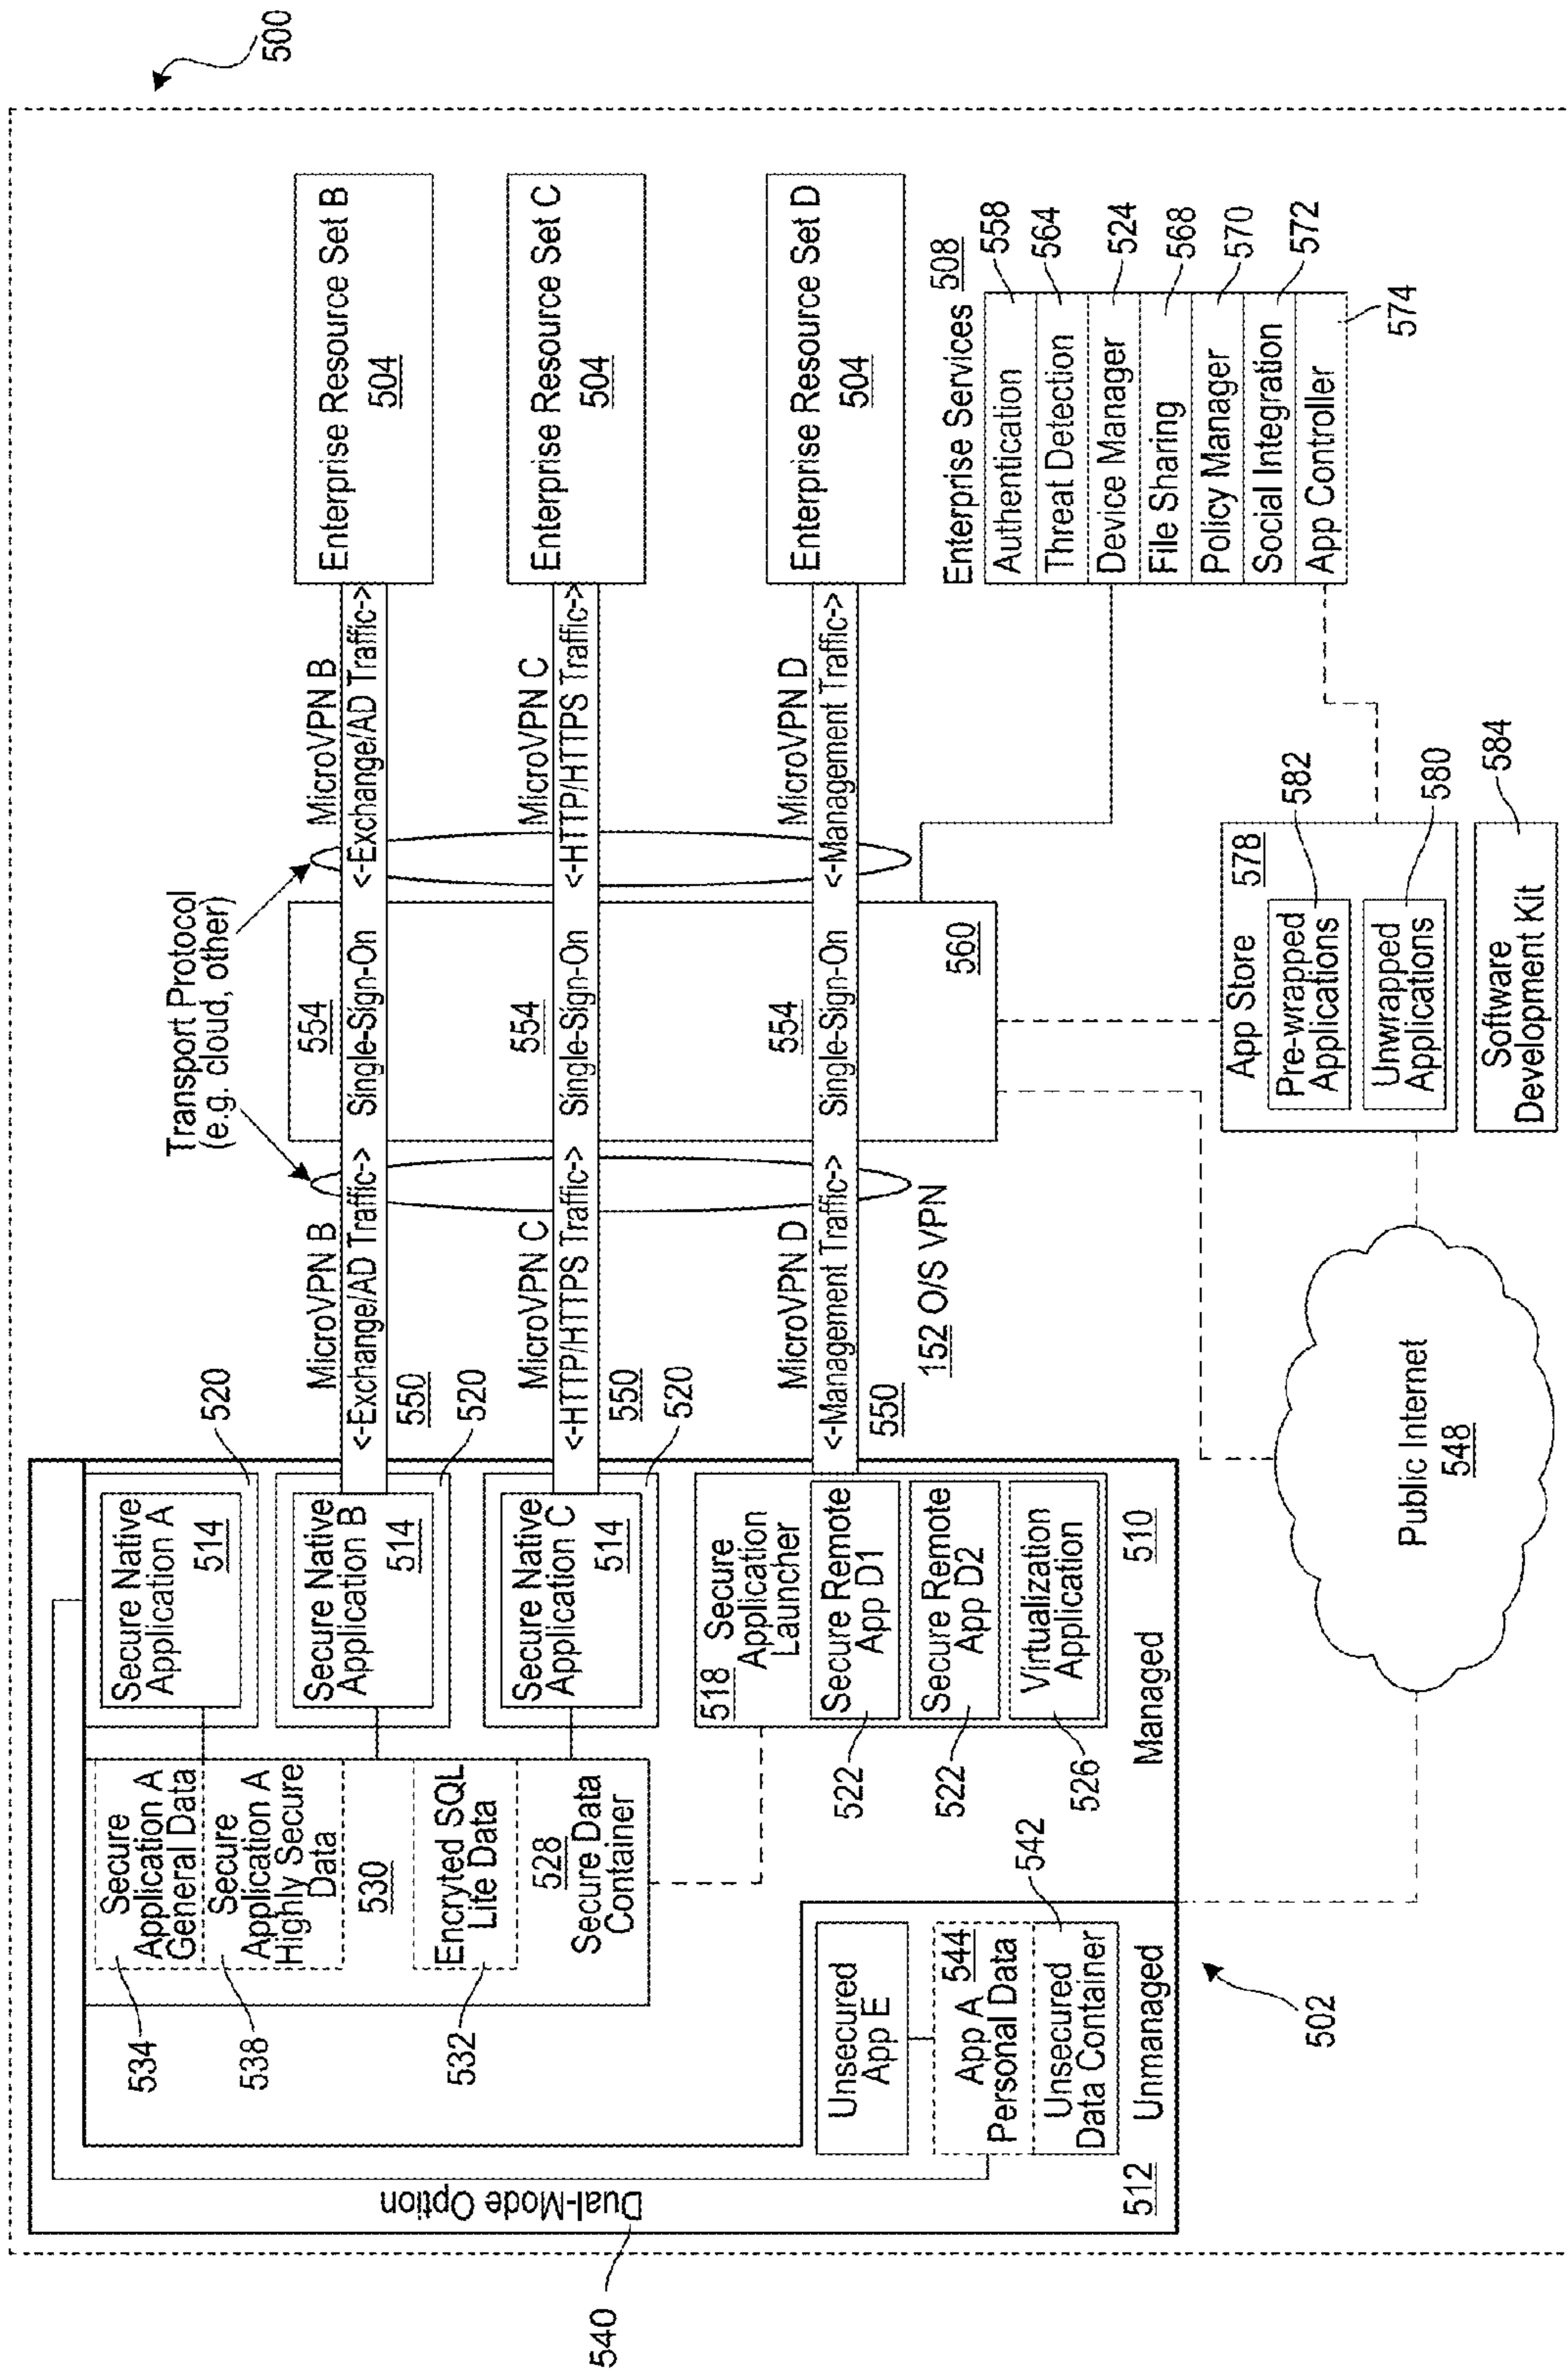 500
Dual-Mode Option
540
534
538
532
Secure
Application A
General Data
Secure
Application A
Highly Secure
Data
530
Encryted SQL
Lite Data
528
Secure Data
Container
Secure Native
Application A
514
520
Secure Native
Application B
514
520
Secure Native
Application C
514
520
518 Secure
Application
Launcher
Secure Remote
App D1
522
Secure Remote
App D2
522
Virtualization
Application
526
Managed
510
Unsecured
App E
544
App A
Personal Data
Unsecured
Data Container
542
Unmanaged
512
502
Transport Protocol
(e.g. cloud, other)
MicroVPN B
<-Exchange/AD Traffic->
550
554
Single-Sign-On
MicroVPN B
<-Exchange/AD Traffic->
Enterprise Resource Set B
504
MicroVPN C
<-HTTP/HTTPS Traffic->
550
554
Single-Sign-On
MicroVPN C
<-HTTP/HTTPS Traffic->
Enterprise Resource Set C
504
MicroVPN D
<-Management Traffic->
550
152 O/S VPN
554
Single-Sign-On
560
MicroVPN D
<-Management Traffic->
Enterprise Resource Set D
504
Enterprise Services 508
Authentication
558
Threat Detection
564
Device Manager
524
File Sharing
568
Policy Manager
570
Social Integration
572
App Controller
574
Public Internet
548
App Store 578
Pre-wrapped
Applications
582
Unwrapped
Applications
580
Software
Development Kit
584